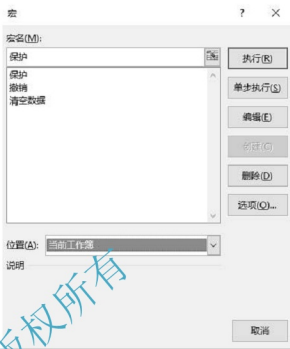 宏
? ×
宏名(M):
保护
执行(R)
保护
撤销
清空数据
单步执行(S)
编辑(E)
创建(C)
删除(D)
选项(O)...
位置(A): 当前工作簿
说明
版权所有
取消